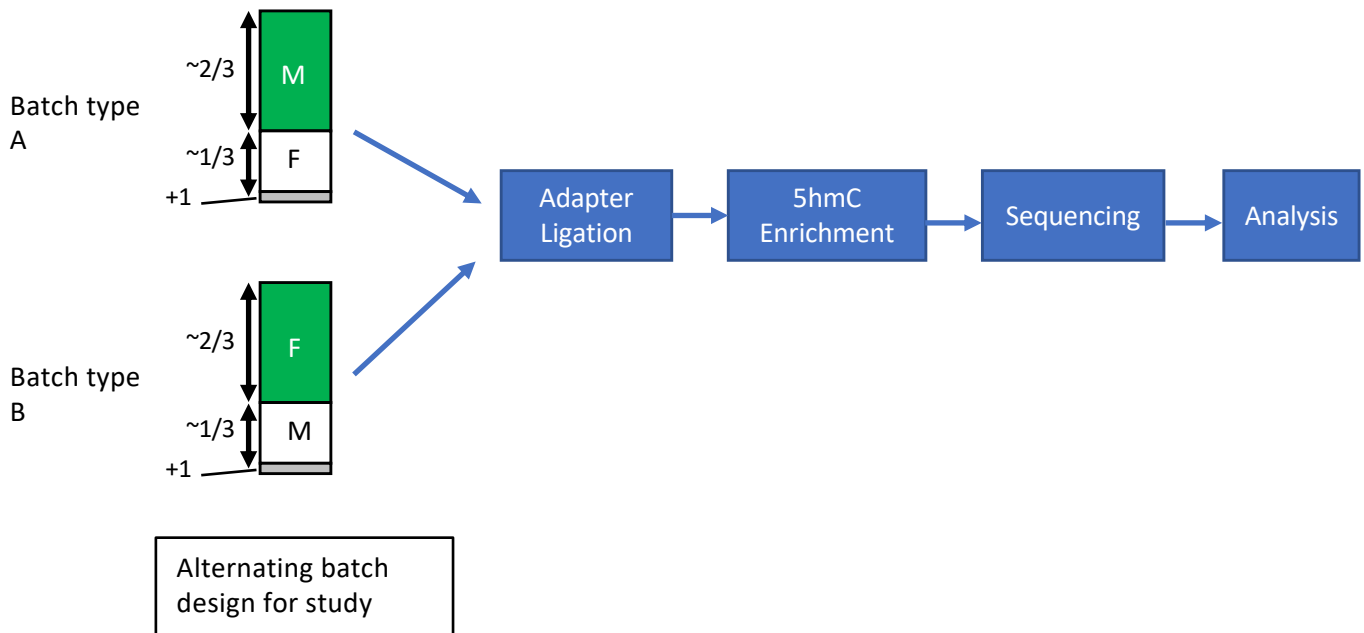 ~2/3
M
Batch type
A
~1/3
F
+1
Adapter
Ligation
5hmC
Enrichment
Sequencing
Analysis
~2/3
F
Batch type
B
~1/3
M
+1
Alternating batch
design for study